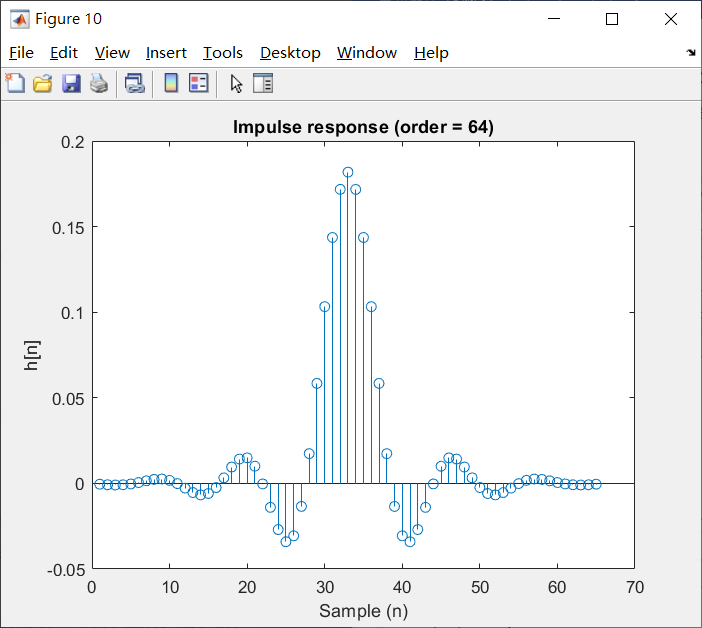 Figure 10
File Edit View Insert Tools Desktop Window Help
Impulse response (order = 64)
0.2
0.15
0.1
0.05
0
-0.05
h[n]
0 10 20 30 40 50 60 70
Sample (n)